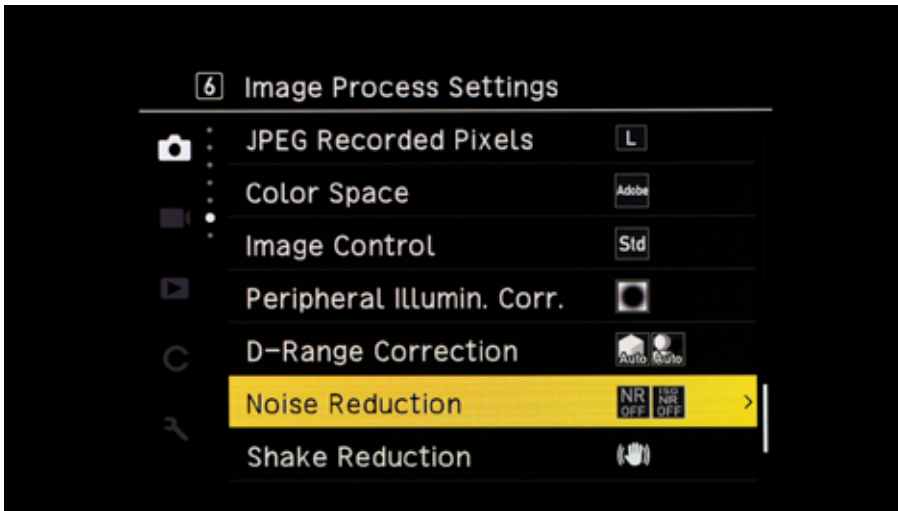 6 Image Process Settings
JPEG Recorded Pixels L
Color Space Adobe
Image Control Std
Peripheral Illumin. Corr.
D-Range Correction Auto Auto
Noise Reduction NR OFF ISO NR OFF >
Shake Reduction
C